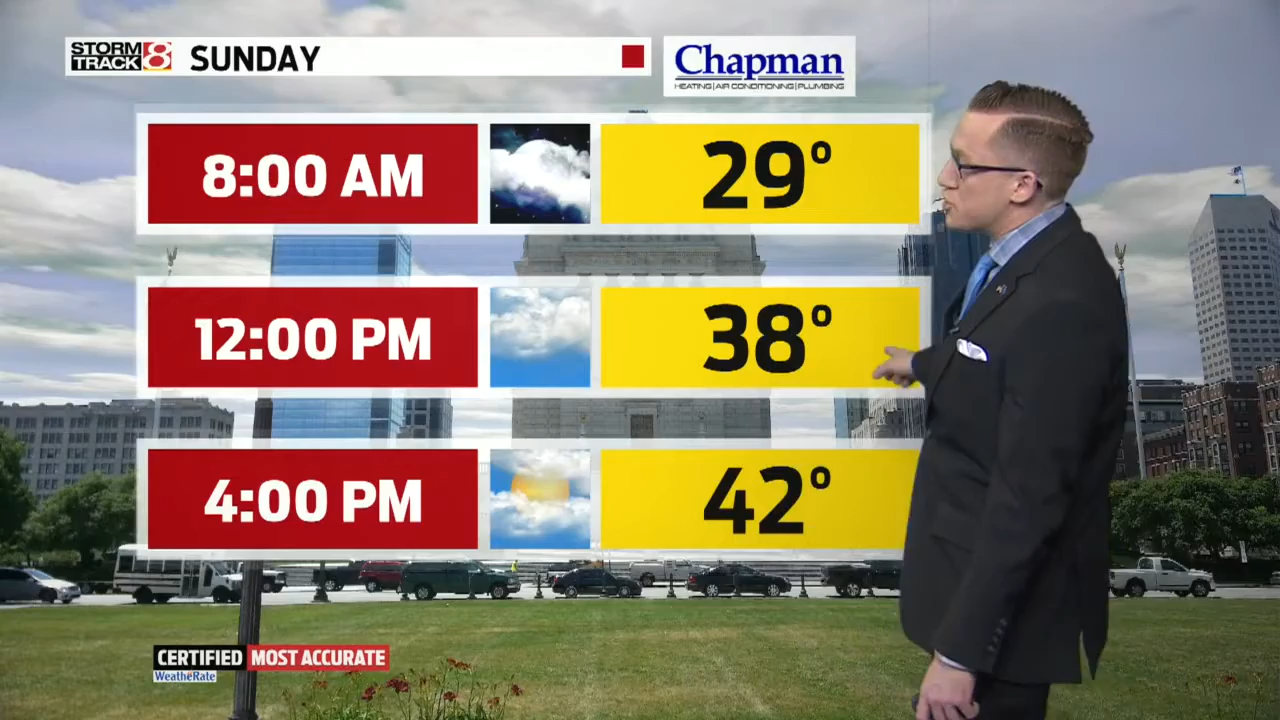 STORM
TRACK 8
SUNDAY
Chapman
HEATING|AIR CONDITIONING|PLUMBING
8:00 AM
29°
12:00 PM
38°
4:00 PM
42°
CERTIFIED MOST ACCURATE
WeatheRate